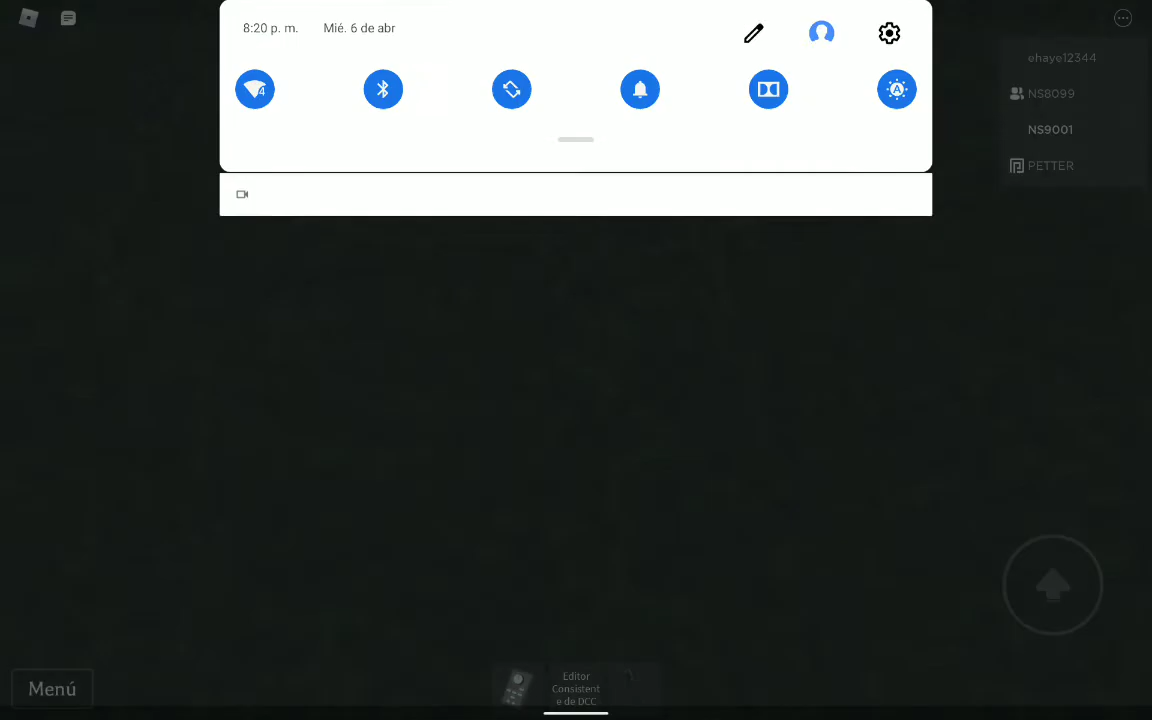 8:20 p. m. Mié. 6 de abr
ehaye12344
NS8099
NS9001
PETTER
Menú
Editor
Consistent
e de DCC